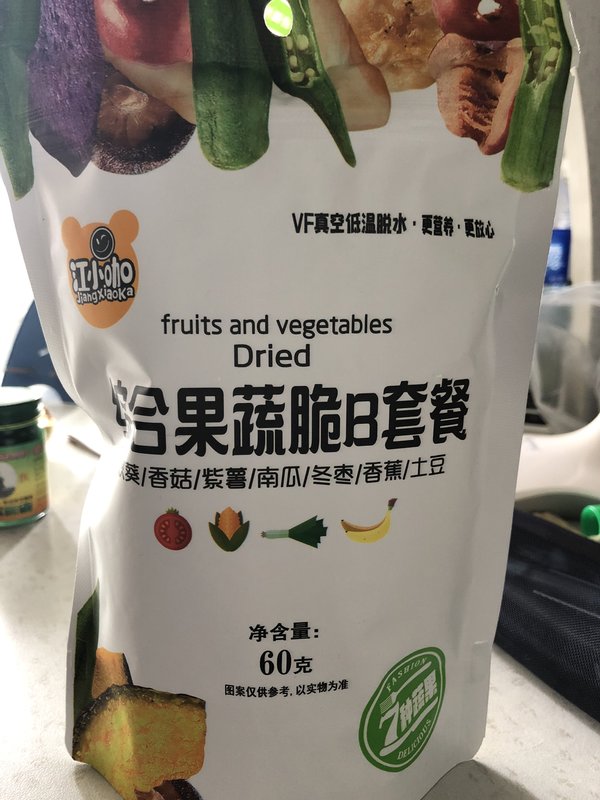 VF真空低温脱水·更营养·更放心
江小咖
JiangXiaoKa
fruits and vegetables
Dried
合果蔬脆B套餐
葵/香菇/紫薯/南瓜/冬枣/香蕉/土豆
净含量:
60克
图案仅供参考,以实物为准
FASHION
7种蔬果
DELICIOUS